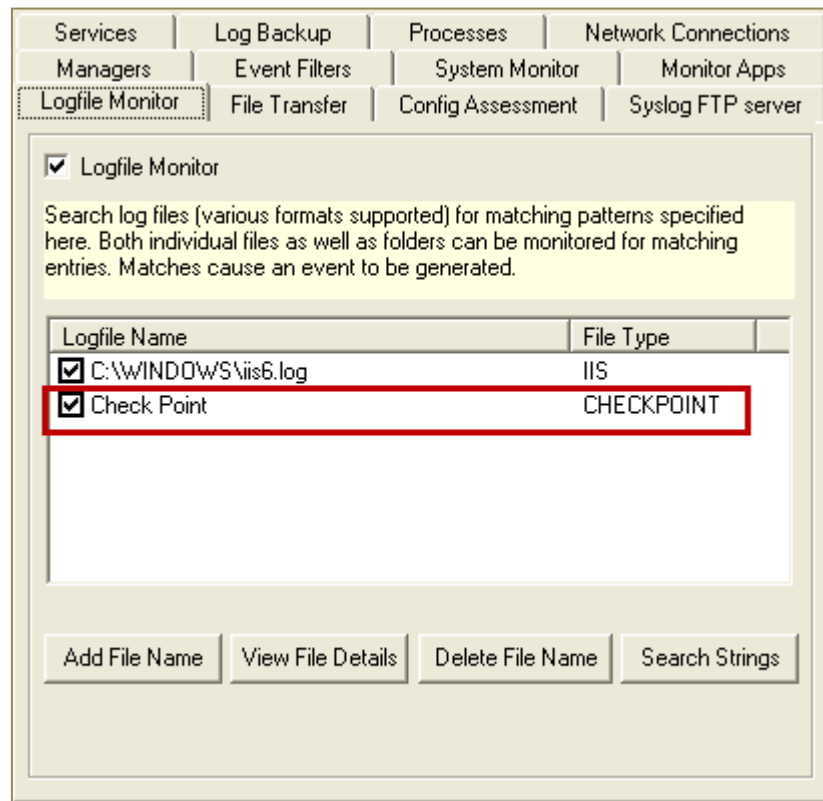 Services Log Backup Processes Network Connections
Managers Event Filters System Monitor Monitor Apps
Logfile Monitor File Transfer Config Assessment Syslog FTP server
Logfile Monitor
Search log files (various formats supported) for matching patterns specified
here. Both individual files as well as folders can be monitored for matching
entries. Matches cause an event to be generated.
Logfile Name File Type
C:\WINDOWS\iis6.log IIS
Check Point CHECKPOINT
Add File Name View File Details Delete File Name Search Strings